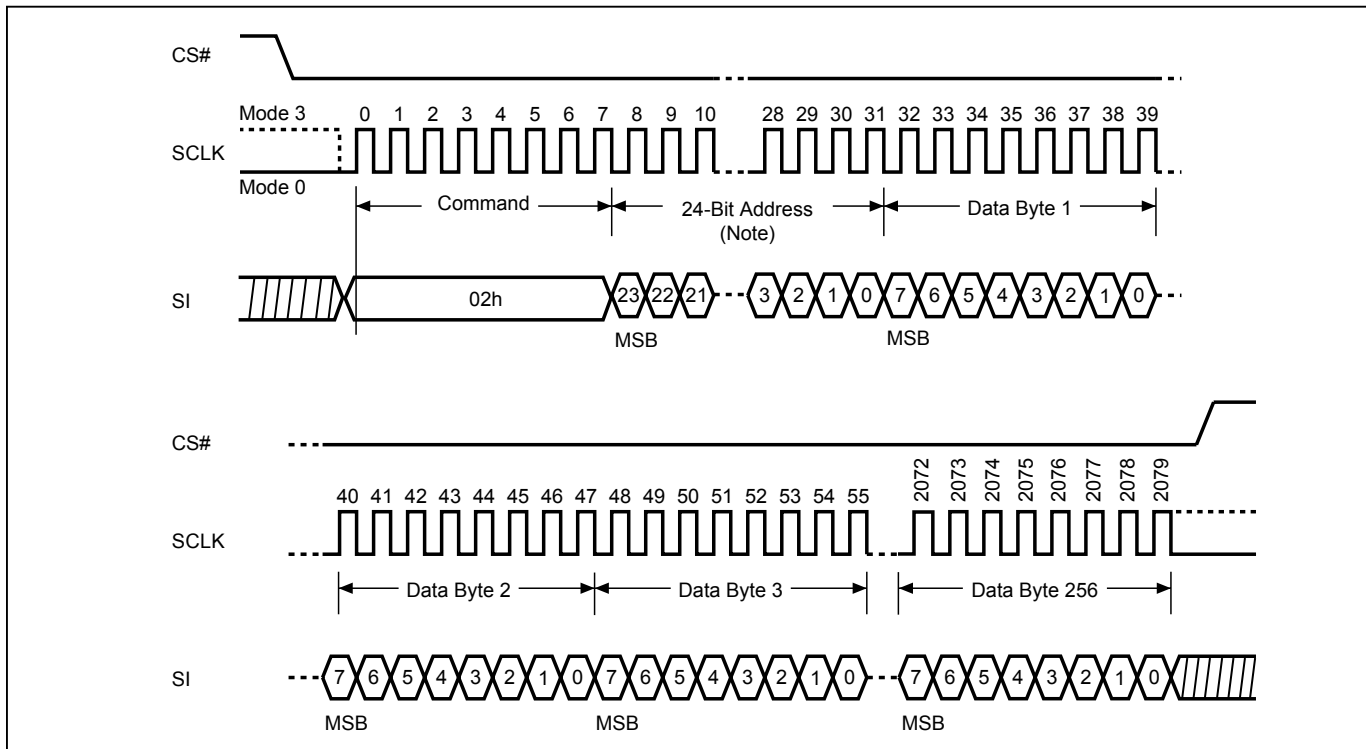 CS#
Mode 3
0 1 2 3 4 5 6 7 8 9 10 28 29 30 31 32 33 34 35 36 37 38 39
SCLK
Mode 0
Command
24-Bit Address
(Note)
Data Byte 1
SI
02h
23 22 21 3 2 1 0 7 6 5 4 3 2 1 0
MSB MSB
CS#
2072 2073 2074 2075 2076 2077 2078 2079
40 41 42 43 44 45 46 47 48 49 50 51 52 53 54 55
SCLK
Data Byte 2 Data Byte 3 Data Byte 256
SI
7 6 5 4 3 2 1 0 7 6 5 4 3 2 1 0 7 6 5 4 3 2 1 0
MSB MSB MSB